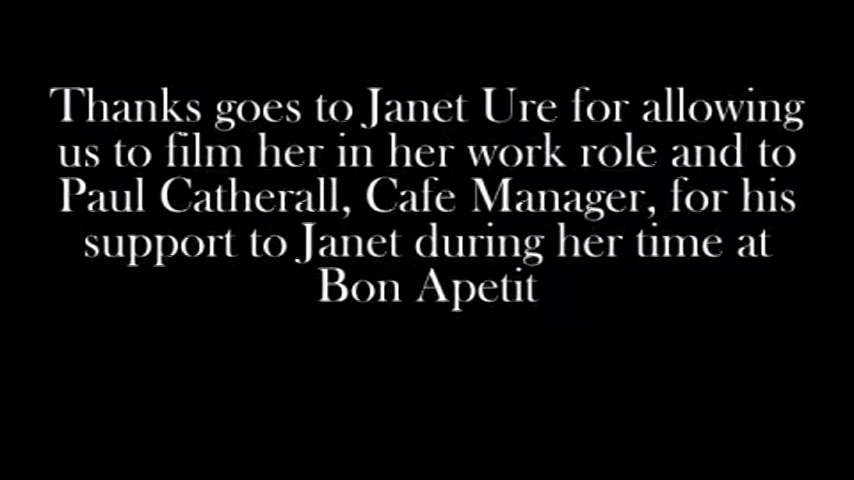 Thanks goes to Janet Ure for allowing
us to film her in her work role and to
Paul Catherall, Cafe Manager, for his
support to Janet during her time at
Bon Apetit